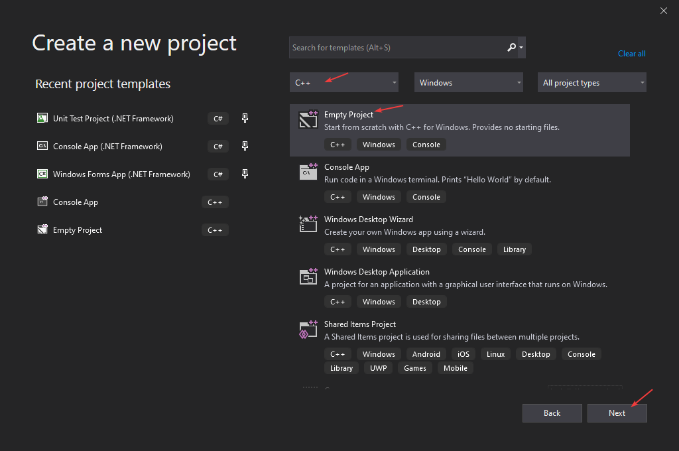 Create a new project
Recent project templates
Unit Test Project (.NET Framework) C#
Console App (.NET Framework) C#
Windows Forms App (.NET Framework) C#
Console App C++
Empty Project C++
Search for templates (Alt+S)
Clear all
C++ Windows All project types
Empty Project
Start from scratch with C++ for Windows. Provides no starting files.
C++ Windows Console
Console App
Run code in a Windows terminal. Prints "Hello World" by default.
C++ Windows Console
Windows Desktop Wizard
Create your own Windows app using a wizard.
C++ Windows Desktop Console Library
Windows Desktop Application
A project for an application with a graphical user interface that runs on Windows.
C++ Windows Desktop
Shared Items Project
A Shared Items project is used for sharing files between multiple projects.
C++ Windows Android iOS Linux Desktop Console
Library UWP Games Mobile
Back Next